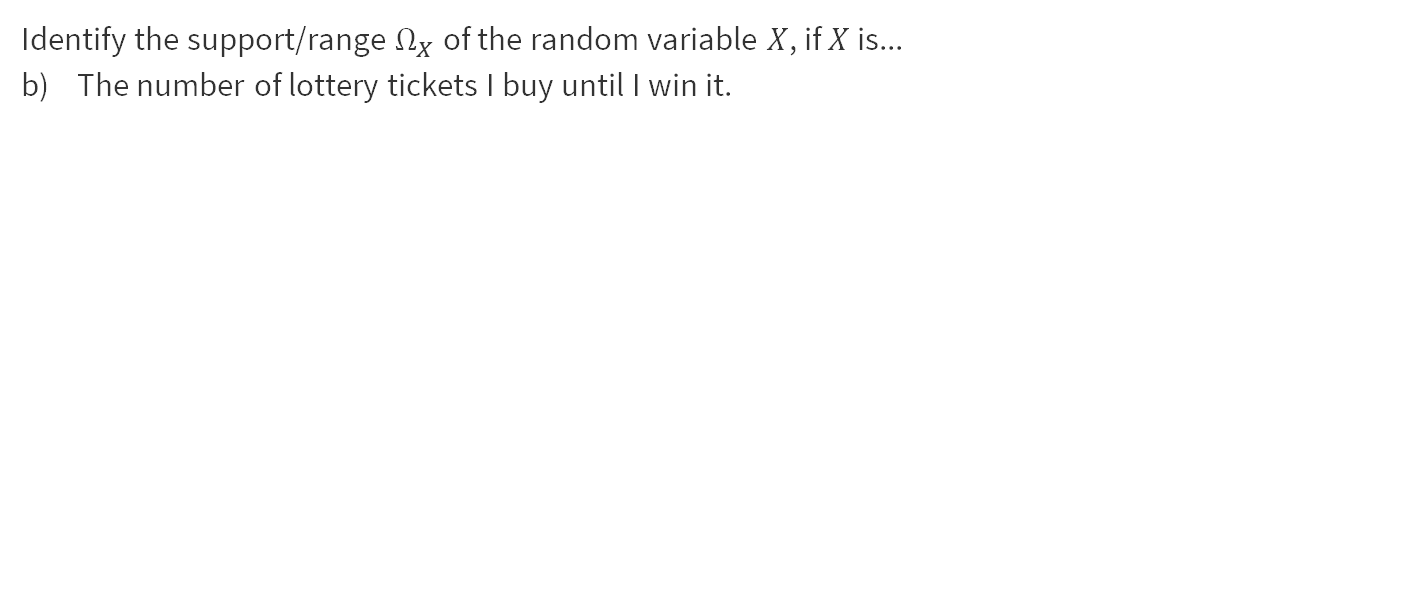 Identify the support/range Ω_X of the random variable X, if X is...
b) The number of lottery tickets I buy until I win it.